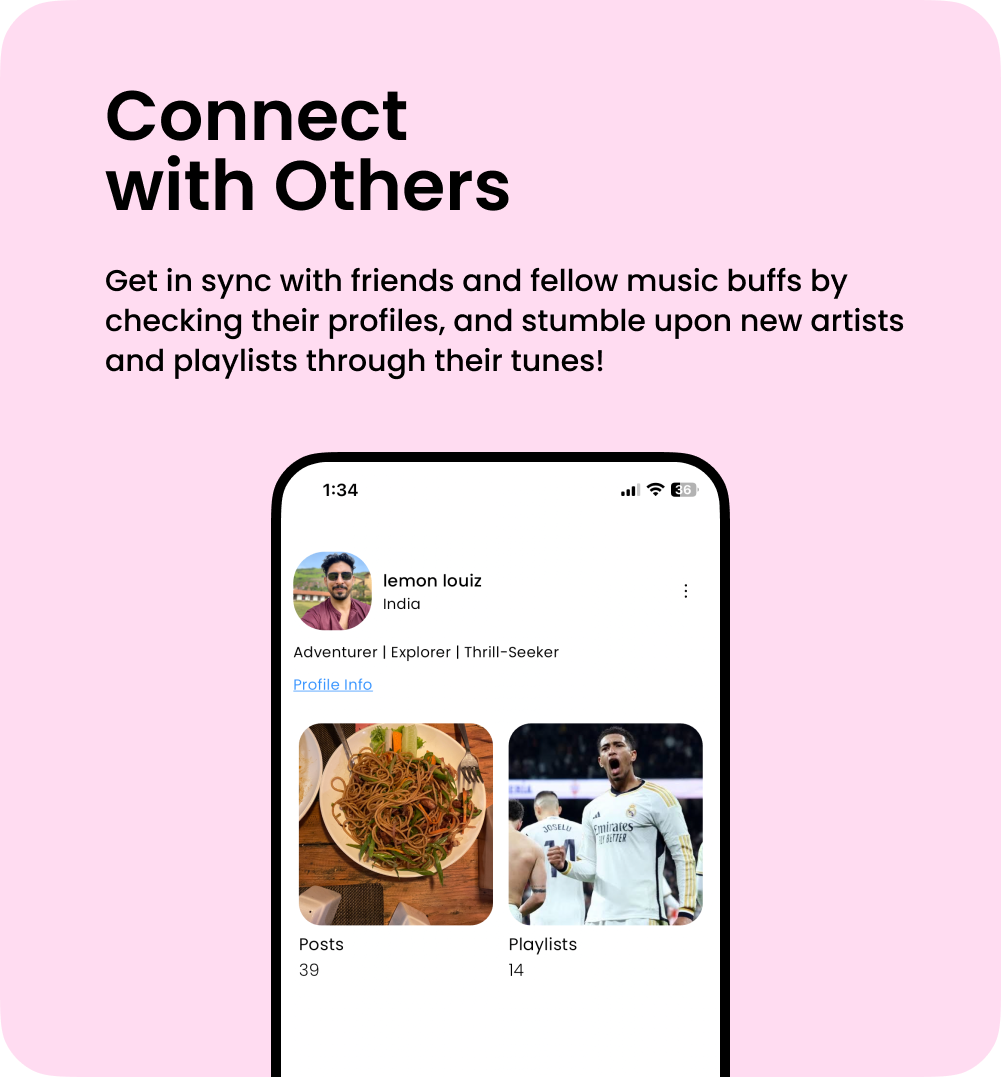 Connect
with Others
Get in sync with friends and fellow music buffs by
checking their profiles, and stumble upon new artists
and playlists through their tunes!
1:34
36
lemon louiz
India
Adventurer | Explorer | Thrill-Seeker
Profile Info
JOSELU
14
Emirates
FLY BETTER
Posts
Playlists
39
14